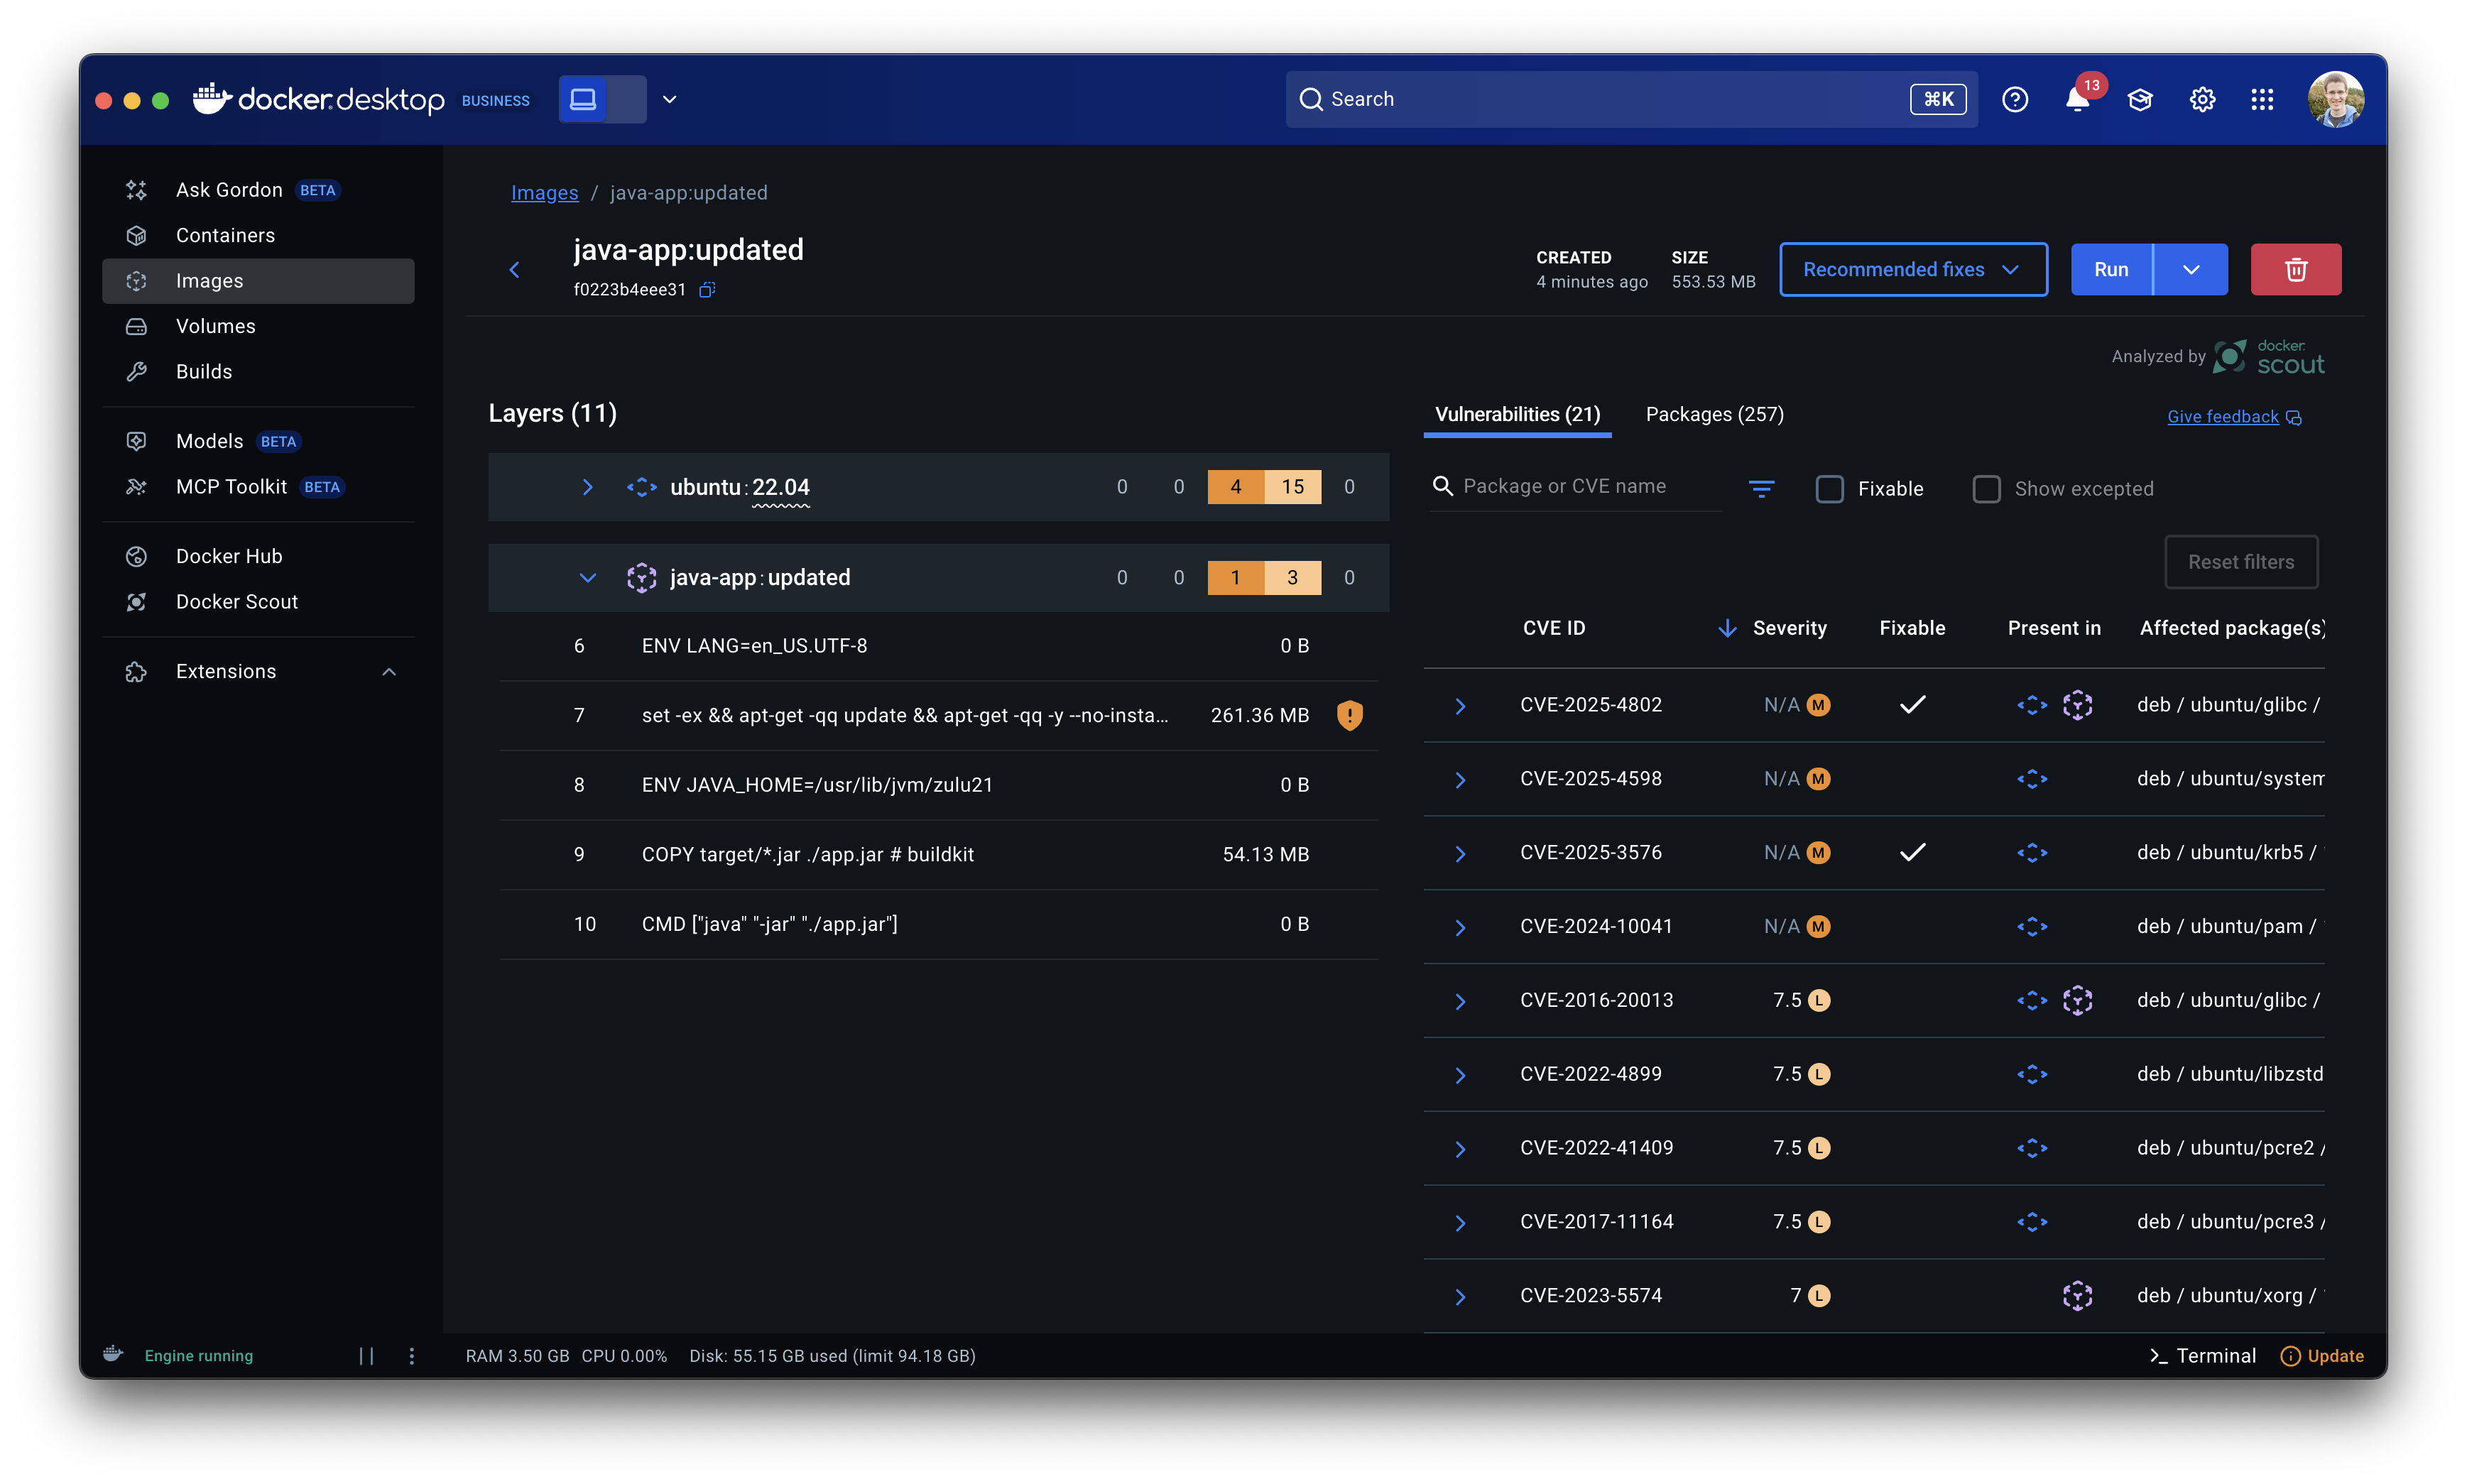 docker desktop BUSINESS
Search
⌘K
13
Ask Gordon BETA
Containers
Images
Volumes
Builds
Models BETA
MCP Toolkit BETA
Docker Hub
Docker Scout
Extensions
Images / java-app:updated
java-app:updated
f0223b4eee31
CREATED
4 minutes ago
SIZE
553.53 MB
Recommended fixes
Run
Analyzed by docker scout
Layers (11)
ubuntu:22.04 0 0 4 15 0
java-app:updated 0 0 1 3 0
6 ENV LANG=en_US.UTF-8 0 B
7 set -ex && apt-get -qq update && apt-get -qq -y --no-insta... 261.36 MB
8 ENV JAVA_HOME=/usr/lib/jvm/zulu21 0 B
9 COPY target/*.jar ./app.jar # buildkit 54.13 MB
10 CMD ["java" "-jar" "./app.jar"] 0 B
Vulnerabilities (21) Packages (257) Give feedback
Package or CVE name Fixable Show excepted
Reset filters
CVE ID Severity Fixable Present in Affected package(s)
CVE-2025-4802 N/A M deb / ubuntu/glibc /
CVE-2025-4598 N/A M deb / ubuntu/system
CVE-2025-3576 N/A M deb / ubuntu/krb5 /
CVE-2024-10041 N/A M deb / ubuntu/pam /
CVE-2016-20013 7.5 L deb / ubuntu/glibc /
CVE-2022-4899 7.5 L deb / ubuntu/libzstd
CVE-2022-41409 7.5 L deb / ubuntu/pcre2 /
CVE-2017-11164 7.5 L deb / ubuntu/pcre3 /
CVE-2023-5574 7 L deb / ubuntu/xorg /
Engine running
RAM 3.50 GB CPU 0.00% Disk: 55.15 GB used (limit 94.18 GB)
Terminal
Update